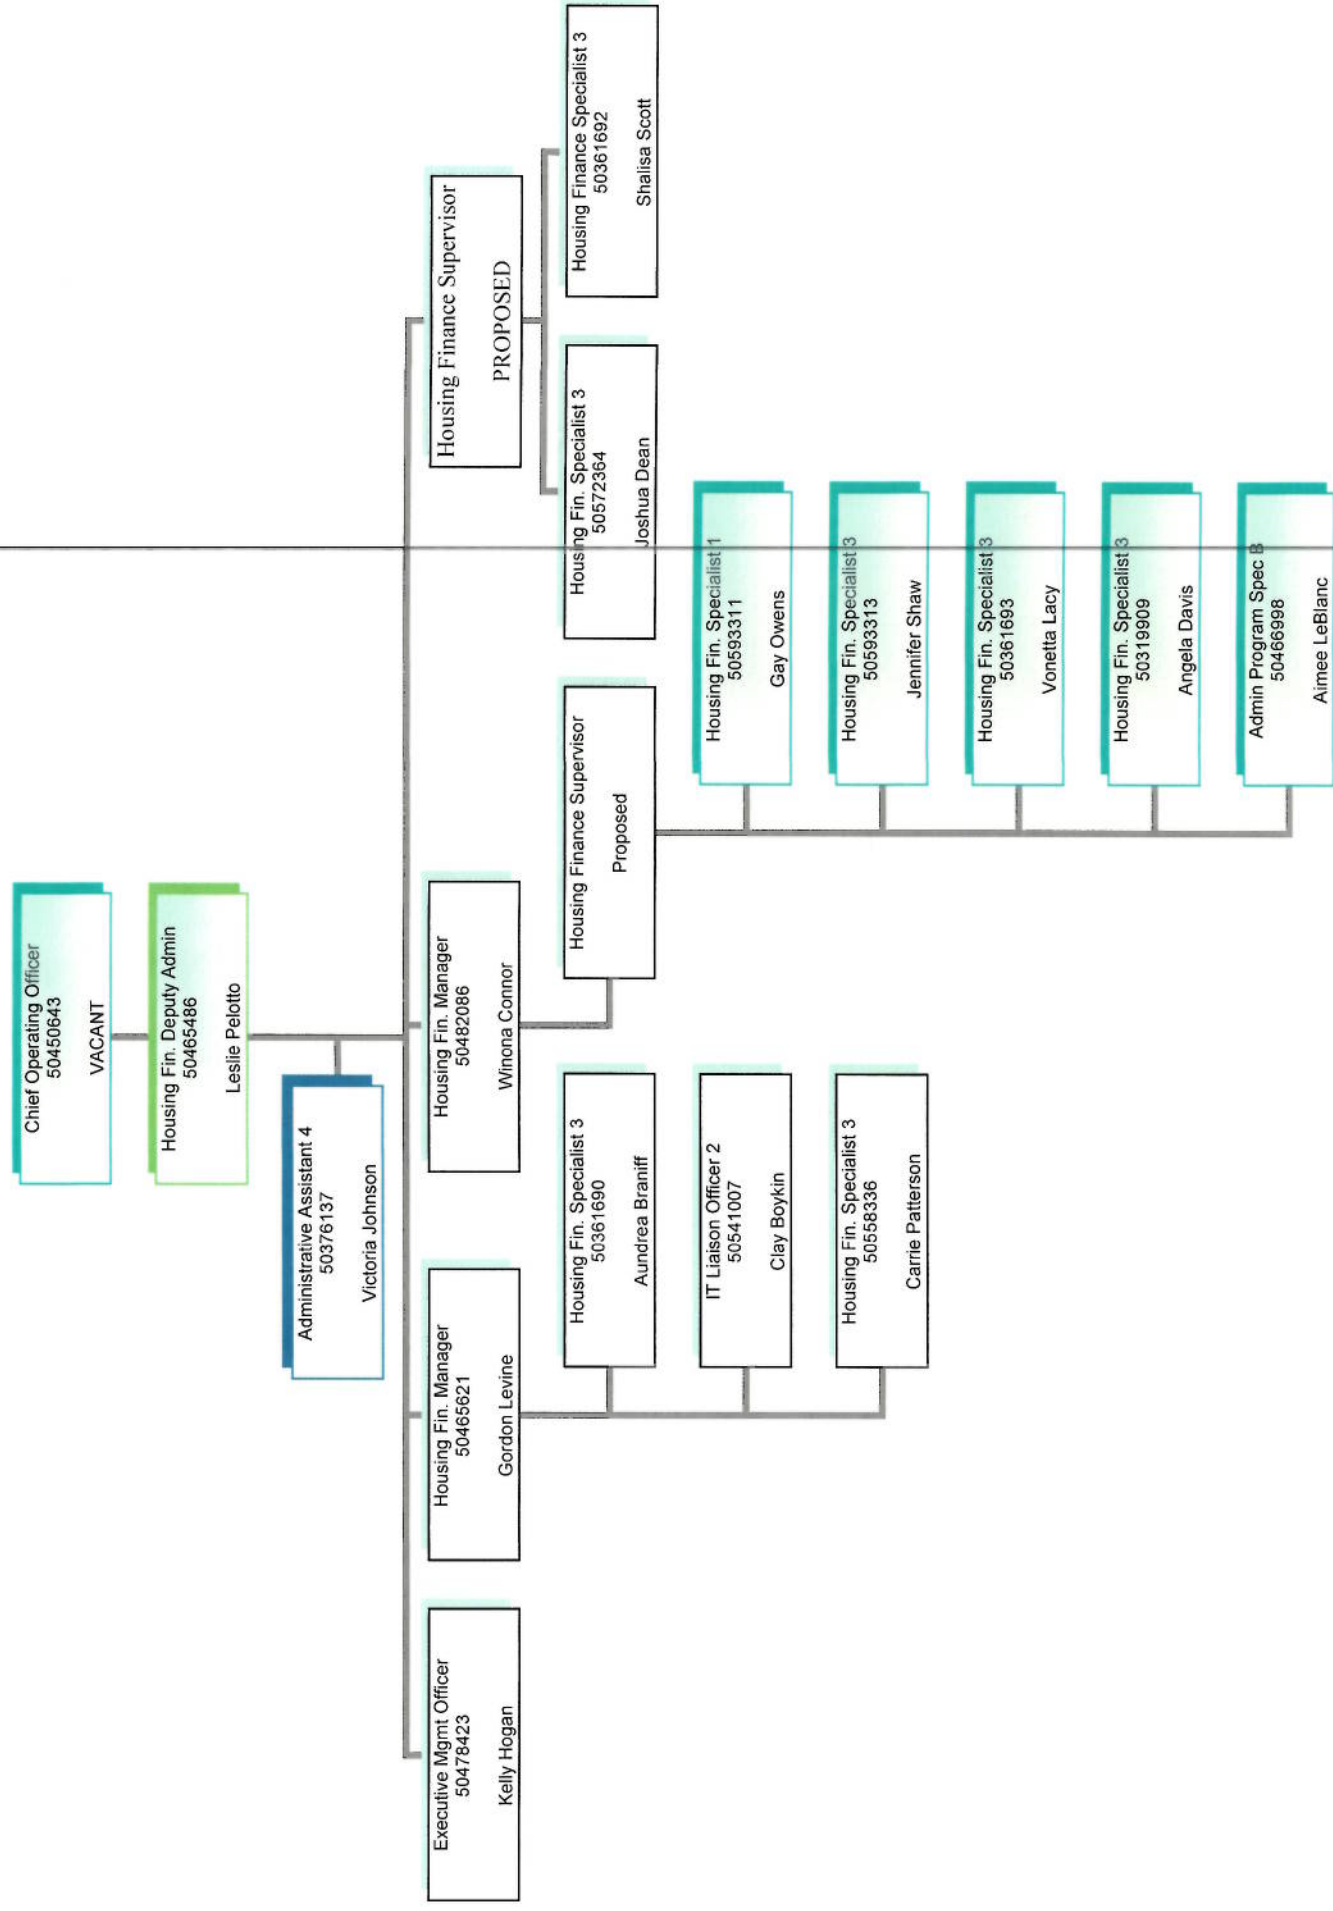 Chief Operating Officer
50450643
VACANT
Housing Fin. Deputy Admin
50465486
Leslie Pelotto
Administrative Assistant 4
50376137
Victoria Johnson
Executive Mgmt Officer
50478423
Kelly Hogan
Housing Fin. Manager
50465621
Gordon Levine
Housing Fin. Specialist 3
50361690
Aundrea Braniff
IT Liaison Officer 2
50541007
Clay Boykin
Housing Fin. Specialist 3
50558336
Carrie Patterson
Housing Fin. Manager
50482086
Winona Connor
Housing Finance Supervisor
Proposed
Housing Fin. Specialist 1
50593311
Gay Owens
Housing Fin. Specialist 3
50593313
Jennifer Shaw
Housing Fin. Specialist 3
50361693
Vonetta Lacy
Housing Fin. Specialist 3
50319909
Angela Davis
Admin Program Spec B
50466998
Aimee LeBlanc
Housing Finance Supervisor
PROPOSED
Housing Fin. Specialist 3
50572364
Joshua Dean
Housing Finance Specialist 3
50361692
Shalisa Scott